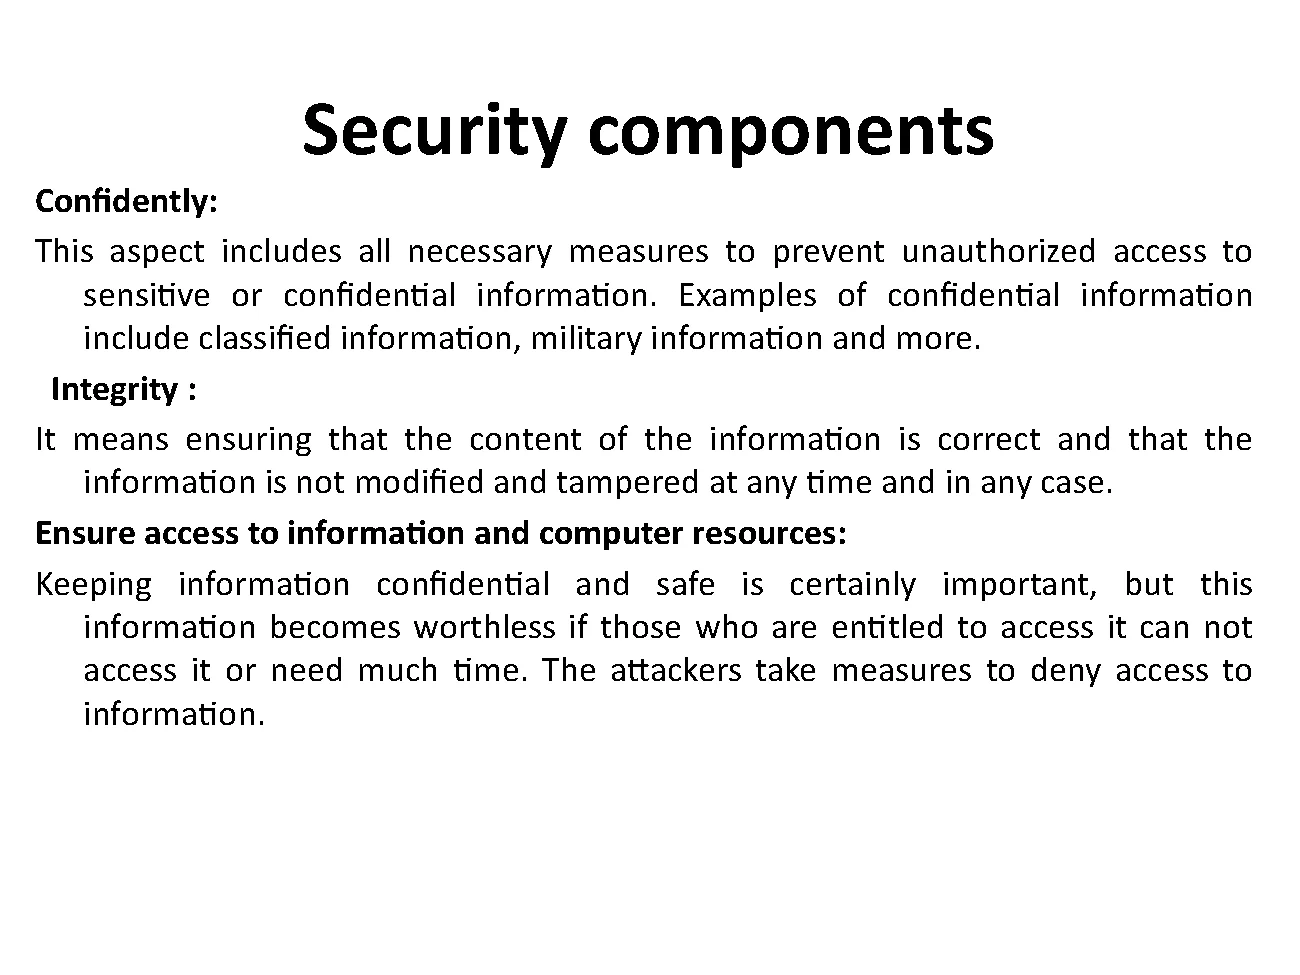 Security components
Confidently:
This aspect includes all necessary measures to prevent unauthorized access to
sensitive or confidential information. Examples of confidential information
include classified information, military information and more.
Integrity :
It means ensuring that the content of the information is correct and that the
information is not modified and tampered at any time and in any case.
Ensure access to information and computer resources:
Keeping information confidential and safe is certainly important, but this
information becomes worthless if those who are entitled to access it can not
access it or need much time. The attackers take measures to deny access to
information.